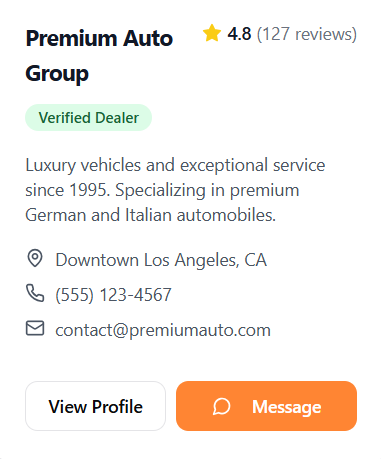 Premium Auto
Group
4.8 (127 reviews)
Verified Dealer
Luxury vehicles and exceptional service
since 1995. Specializing in premium
German and Italian automobiles.
Downtown Los Angeles, CA
(555) 123-4567
contact@premiumauto.com
View Profile
Message